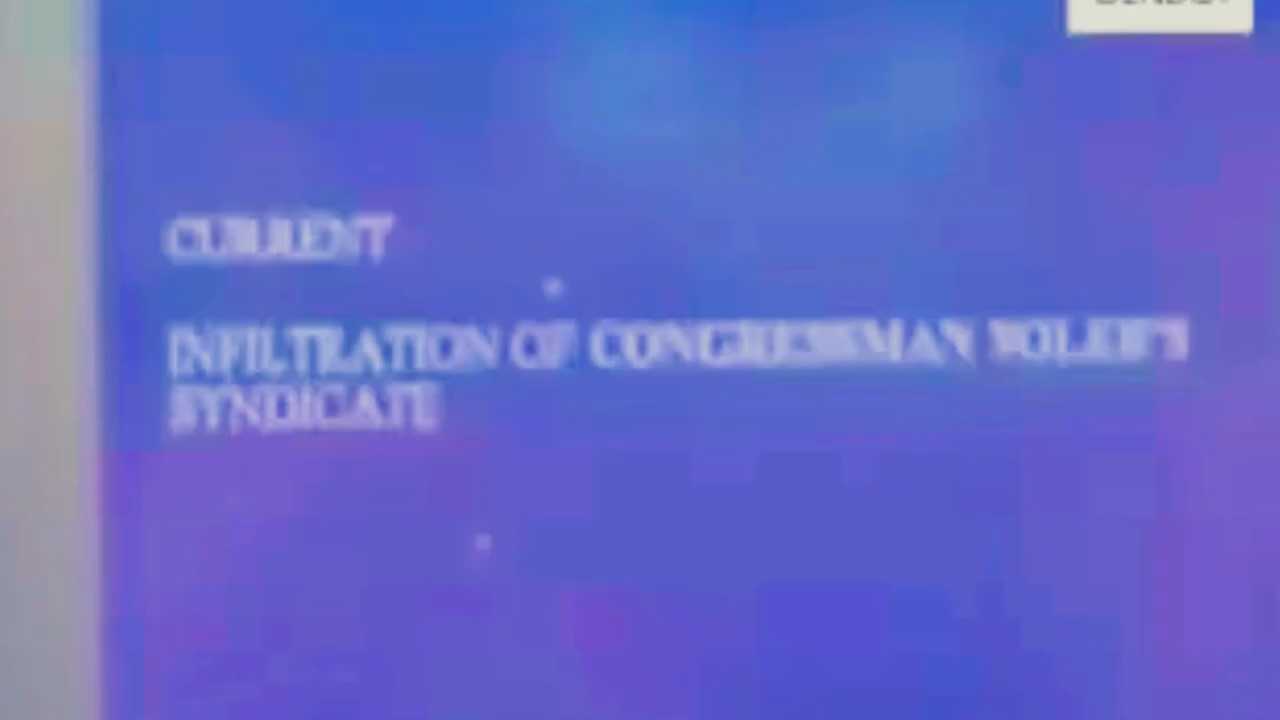 CURRENT
INFILTRATION OF CONGRESSMAN
SYNDICATE